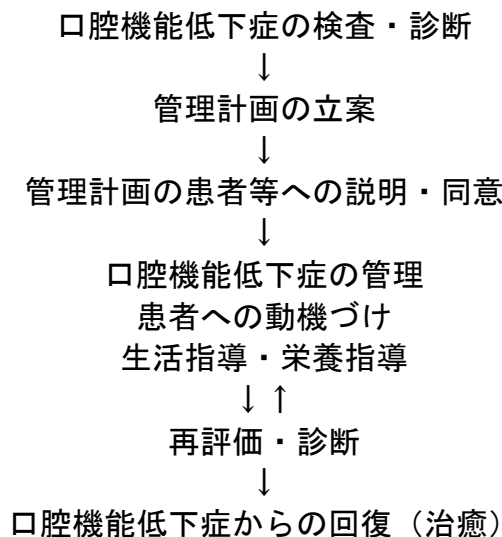 口腔機能低下症の検査・診断
↓
管理計画の立案
↓
管理計画の患者等への説明・同意
↓
口腔機能低下症の管理
患者への動機づけ
生活指導・栄養指導
↓↑
再評価・診断
↓
口腔機能低下症からの回復（治癒）